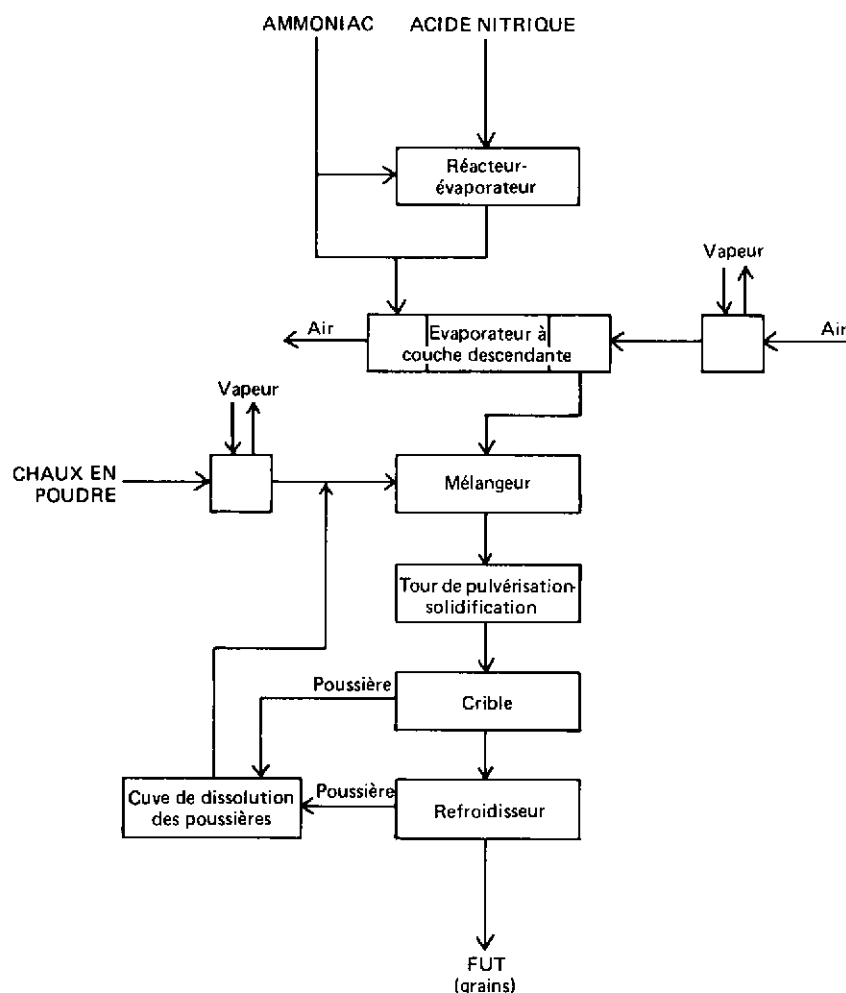 AMMONIAC
ACIDE NITRIQUE
Réacteur-
évaporateur
Vapeur
Air
Evaporateur à
couche descendante
Air
Vapeur
CHAUX EN
POUDRE
Mélangeur
Tour de pulvérisation-
solidification
Poussière
Crible
Cuve de dissolution
des poussières
Poussière
Refroidisseur
FUT
(grains)